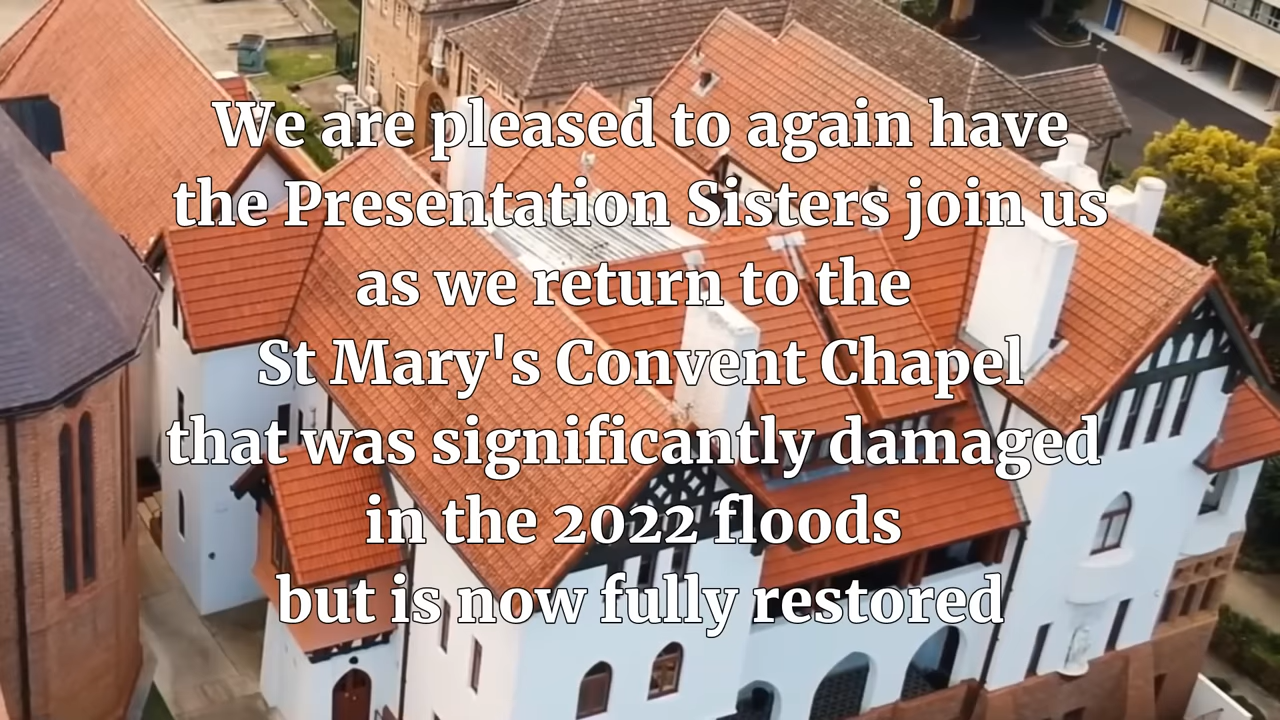 We are pleased to again have
the Presentation Sisters join us
as we return to the
St Mary's Convent Chapel
that was significantly damaged
in the 2022 floods
but is now fully restored